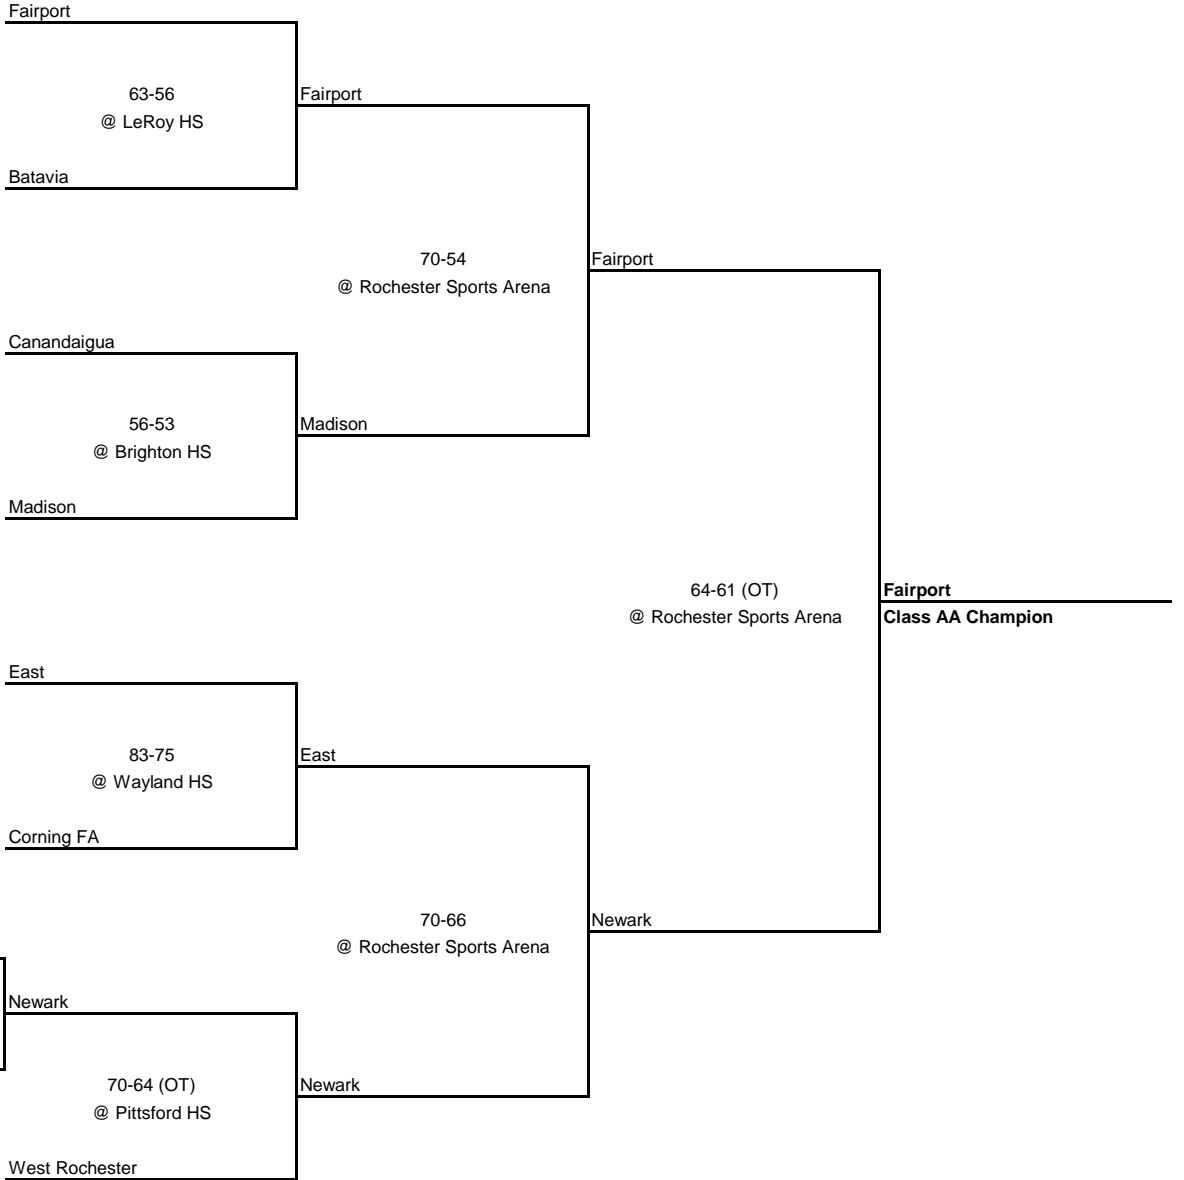 Fairport
63-56
Fairport
@ LeRoy HS
Batavia
70-54
Fairport
@ Rochester Sports Arena
Canandaigua
56-53
Madison
@ Brighton HS
Madison
64-61 (OT)
Fairport
@ Rochester Sports Arena
Class AA Champion
East
83-75
East
@ Wayland HS
Corning FA
70-66
Newark
@ Rochester Sports Arena
Newark
70-64 (OT)
Newark
@ Pittsford HS
West Rochester